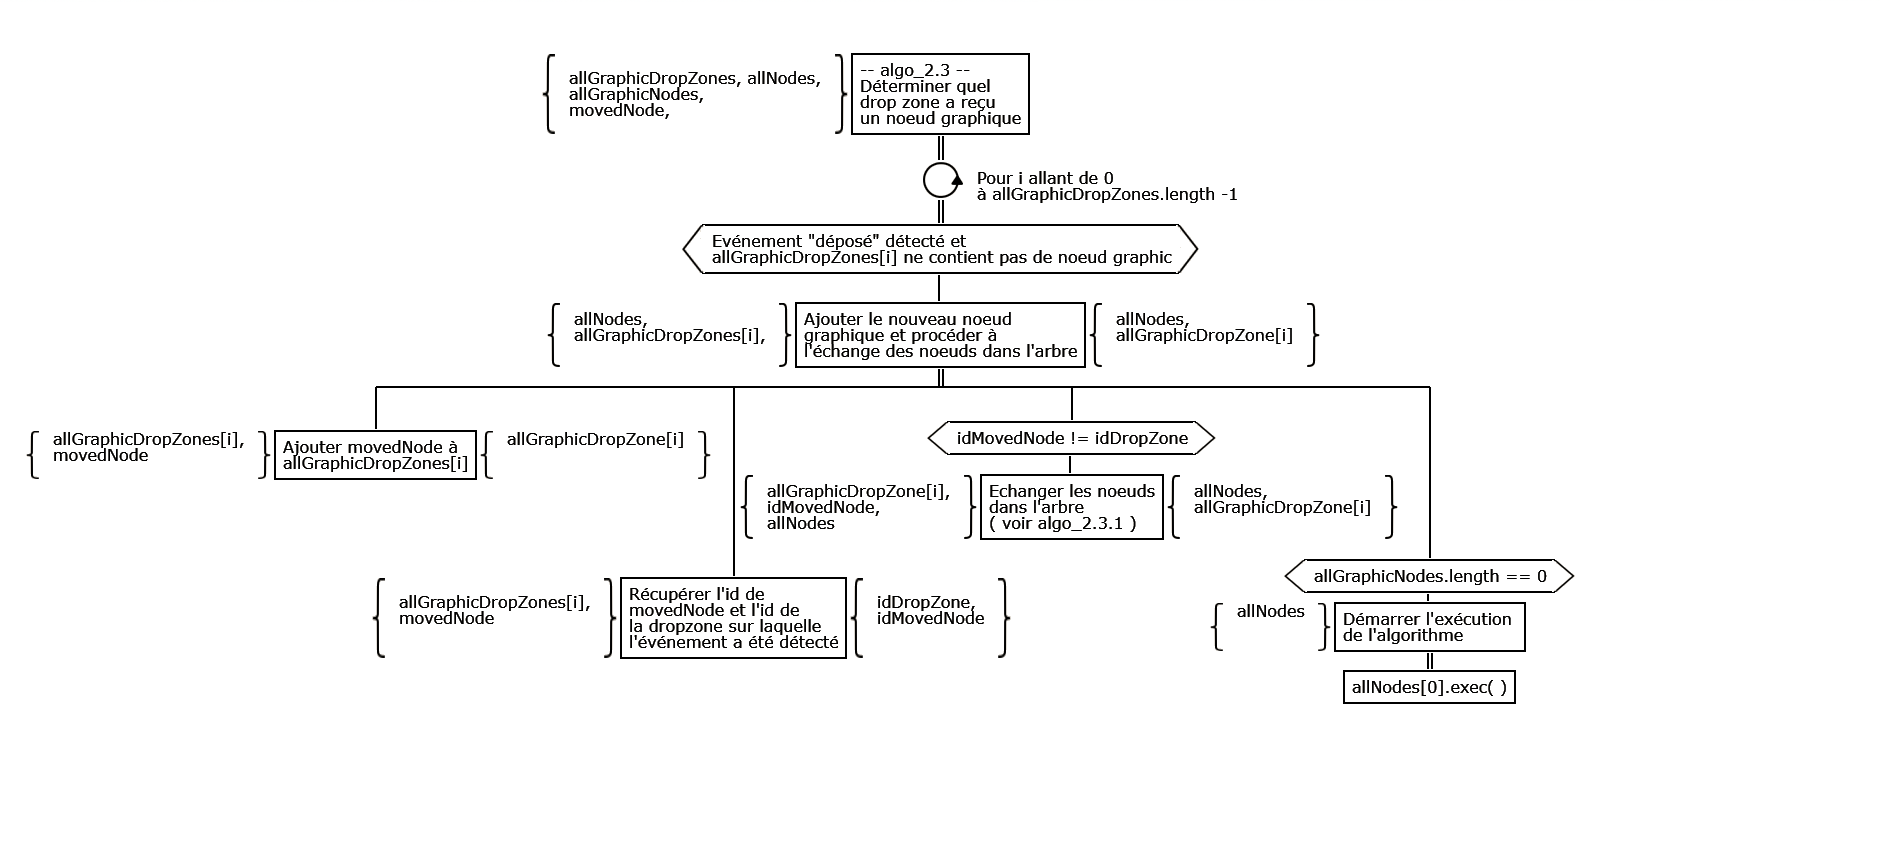 allGraphicDropZones, allNodes,
allGraphicNodes,
movedNode,
-- algo_2.3 --
Déterminer quel
drop zone a reçu
un noeud graphique
Pour i allant de 0
à allGraphicDropZones.length -1
Evénement "déposé" détecté et
allGraphicDropZones[i] ne contient pas de noeud graphic
allNodes,
allGraphicDropZones[i],
Ajouter le nouveau noeud
graphique et procéder à
l'échange des noeuds dans l'arbre
allNodes,
allGraphicDropZone[i]
allGraphicDropZones[i],
movedNode
Ajouter movedNode à
allGraphicDropZones[i]
allGraphicDropZone[i]
allGraphicDropZones[i],
movedNode
Récupérer l'id de
movedNode et l'id de
la dropzone sur laquelle
l'événement a été détecté
idDropZone,
idMovedNode
idMovedNode != idDropZone
allGraphicDropZone[i],
idMovedNode,
allNodes
Echanger les noeuds
dans l'arbre
( voir algo_2.3.1 )
allNodes,
allGraphicDropZone[i]
allGraphicNodes.length == 0
allNodes
Démarrer l'exécution
de l'algorithme
allNodes[0].exec( )